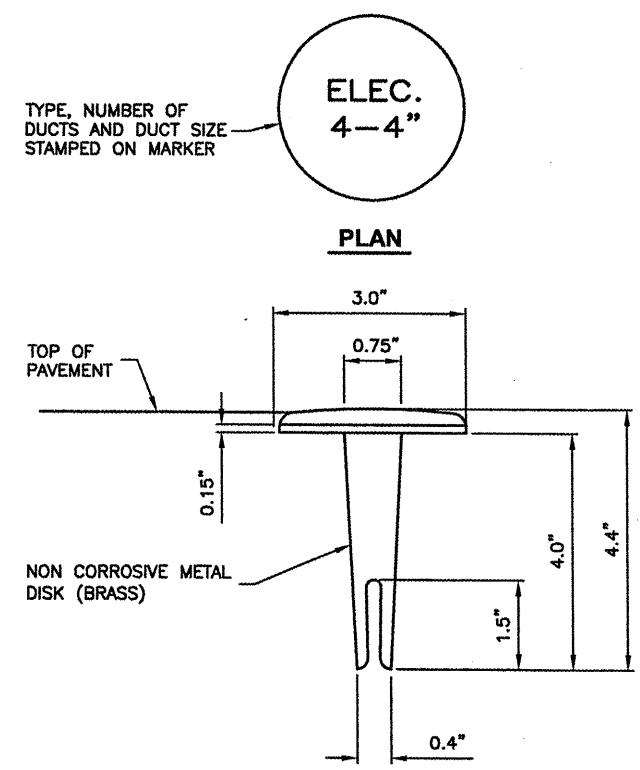 ELEC.
4-4"
TYPE, NUMBER OF
DUCTS AND DUCT SIZE
STAMPED ON MARKER
PLAN
3.0"
0.75"
TOP OF
PAVEMENT
0.15"
NON CORROSIVE METAL
DISK (BRASS)
4.0"
4.4"
1.5"
0.4"